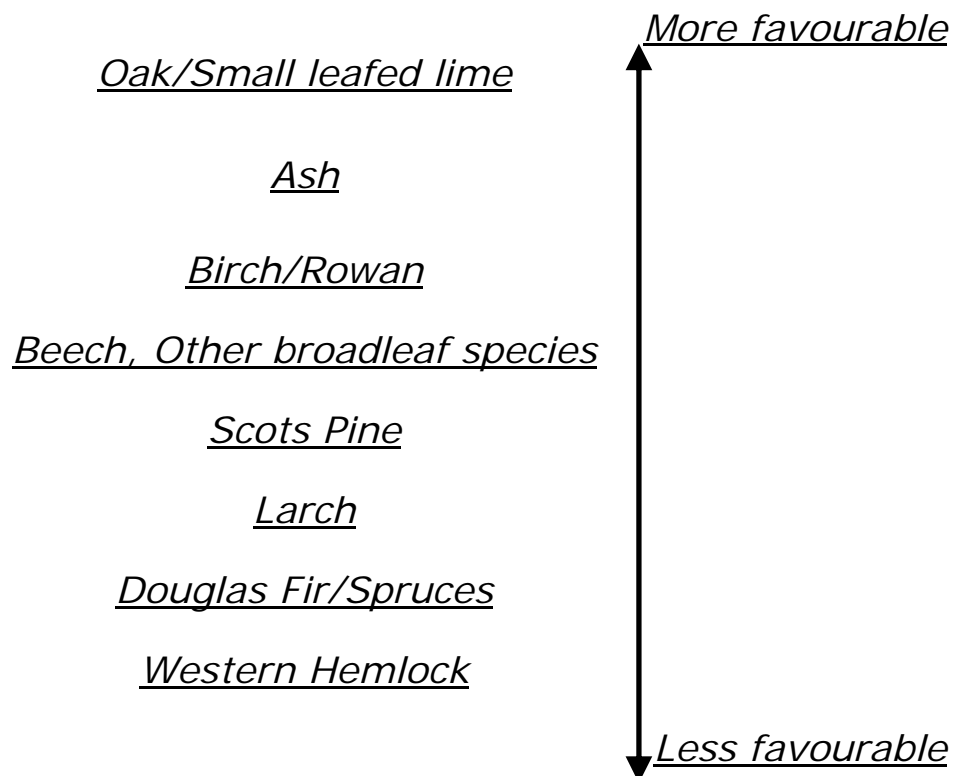 More favourable
Oak/Small leafed lime
Ash
Birch/Rowan
Beech, Other broadleaf species
Scots Pine
Larch
Douglas Fir/Spruces
Western Hemlock
Less favourable